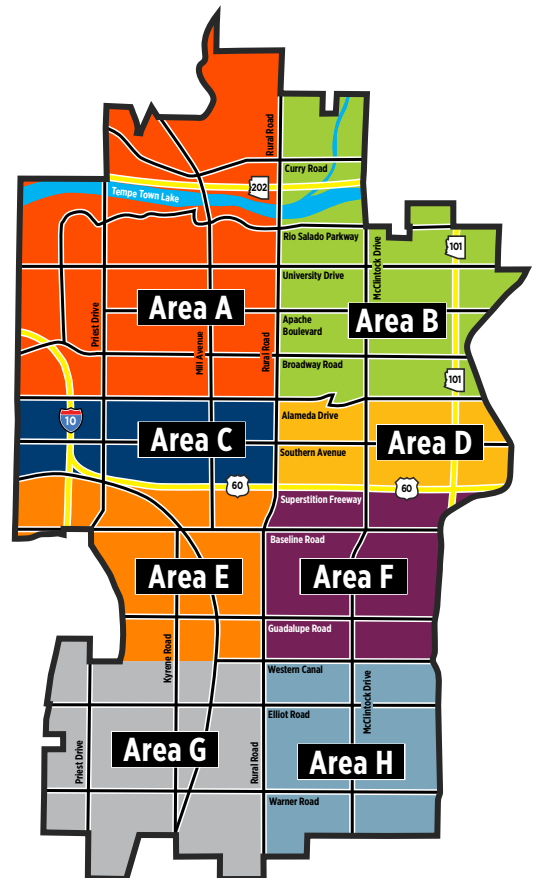 Rural Road
Curry Road
202
Tempe Town Lake
Rio Salado Parkway
McClintock Drive
101
University Drive
Area A
Priest Drive
Mill Avenue
Rural Road
Apache
Boulevard
Area B
Broadway Road
101
Alameda Drive
10
Area C
Southern Avenue
Area D
60
60
Superstition Freeway
Baseline Road
Area E
Area F
Guadalupe Road
Kyrene Road
Western Canal
McClintock Drive
Elliot Road
Priest Drive
Area G
Rural Road
Area H
Warner Road